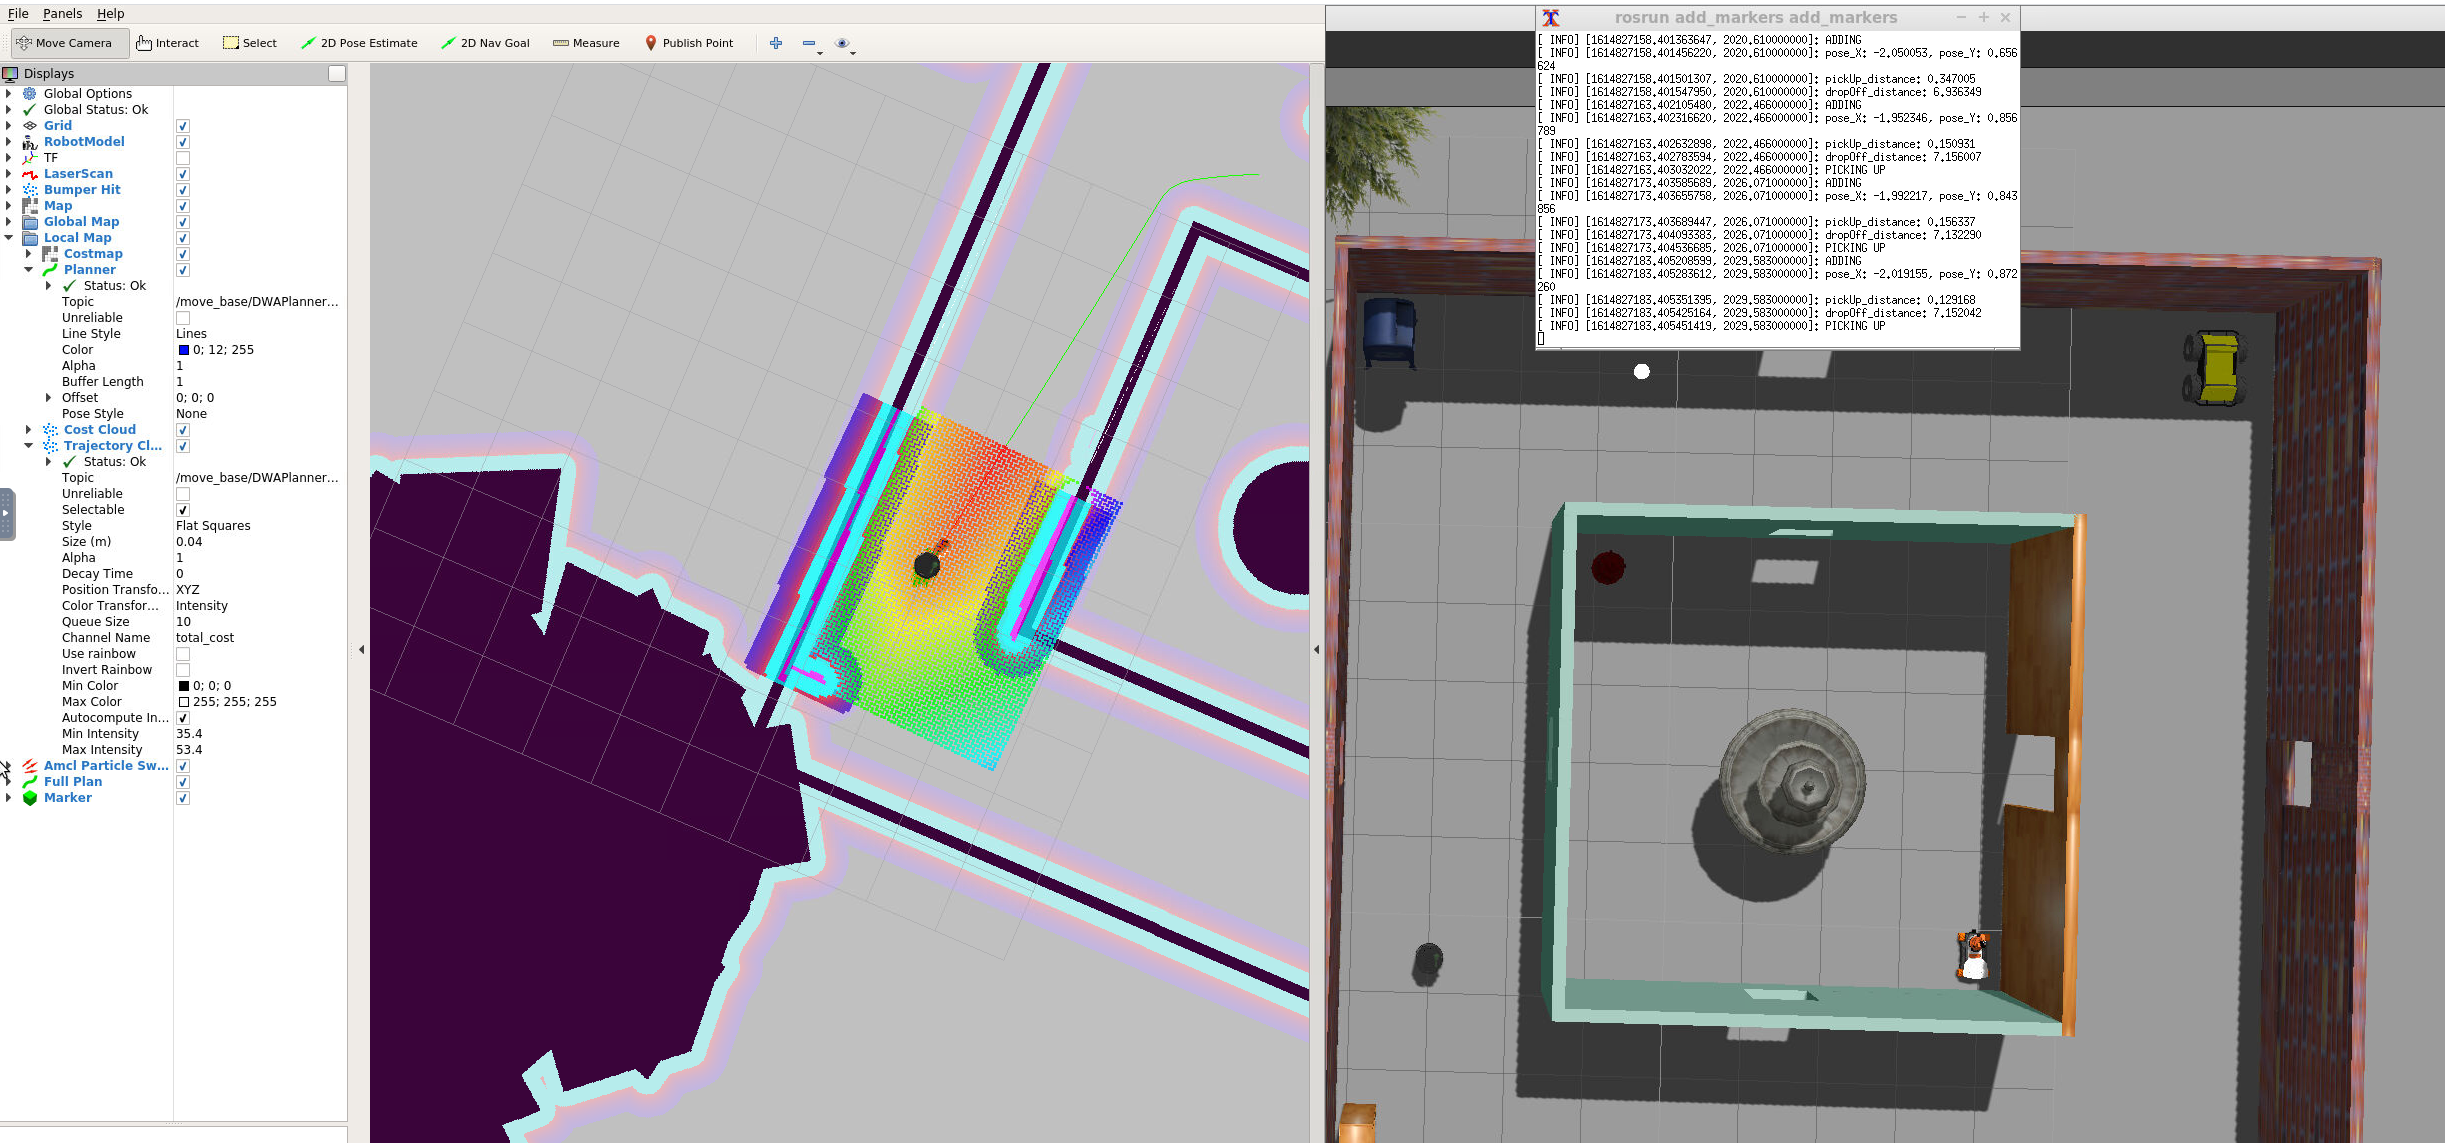 File Panels Help
Move Camera Interact Select 2D Pose Estimate 2D Nav Goal Measure Publish Point
Displays
Global Options
Global Status: Ok
Grid
RobotModel
TF
LaserScan
Bumper Hit
Map
Global Map
Local Map
Costmap
Planner
Status: Ok
Topic /move_base/DWAPlanner...
Unreliable
Line Style Lines
Color 0; 12; 255
Alpha 1
Buffer Length 1
Offset 0; 0; 0
Pose Style None
Cost Cloud
Trajectory Cl...
Status: Ok
Topic /move_base/DWAPlanner...
Unreliable
Selectable
Style Flat Squares
Size (m) 0.04
Alpha 1
Decay Time 0
Position Transfo... XYZ
Color Transfor... Intensity
Queue Size 10
Channel Name total_cost
Use rainbow
Invert Rainbow
Min Color 0; 0; 0
Max Color 255; 255; 255
Autocompute In...
Min Intensity 35.4
Max Intensity 53.4
Amcl Particle Sw...
Full Plan
Marker
rosrun add_markers add_markers
[ INFO] [1614827158.401363647, 2020.610000000]: ADDING
[ INFO] [1614827158.401456220, 2020.610000000]: pose_X: -2.050053, pose_Y: 0.656
624
[ INFO] [1614827158.401501307, 2020.610000000]: pickUp_distance: 0.347005
[ INFO] [1614827158.401547950, 2020.610000000]: dropOff_distance: 6.936349
[ INFO] [1614827163.402105480, 2022.466000000]: ADDING
[ INFO] [1614827163.402316620, 2022.466000000]: pose_X: -1.952346, pose_Y: 0.856
789
[ INFO] [1614827163.402632898, 2022.466000000]: pickUp_distance: 0.150931
[ INFO] [1614827163.402783594, 2022.466000000]: dropOff_distance: 7.156007
[ INFO] [1614827163.403032022, 2022.466000000]: PICKING UP
[ INFO] [1614827173.403585689, 2026.071000000]: ADDING
[ INFO] [1614827173.403655758, 2026.071000000]: pose_X: -1.992217, pose_Y: 0.843
856
[ INFO] [1614827173.403689447, 2026.071000000]: pickUp_distance: 0.156337
[ INFO] [1614827173.404093383, 2026.071000000]: dropOff_distance: 7.132290
[ INFO] [1614827173.404536685, 2026.071000000]: PICKING UP
[ INFO] [1614827183.405208599, 2029.583000000]: ADDING
[ INFO] [1614827183.405283612, 2029.583000000]: pose_X: -2.019155, pose_Y: 0.872
260
[ INFO] [1614827183.405351395, 2029.583000000]: pickUp_distance: 0.129168
[ INFO] [1614827183.405425164, 2029.583000000]: dropOff_distance: 7.152042
[ INFO] [1614827183.405451419, 2029.583000000]: PICKING UP